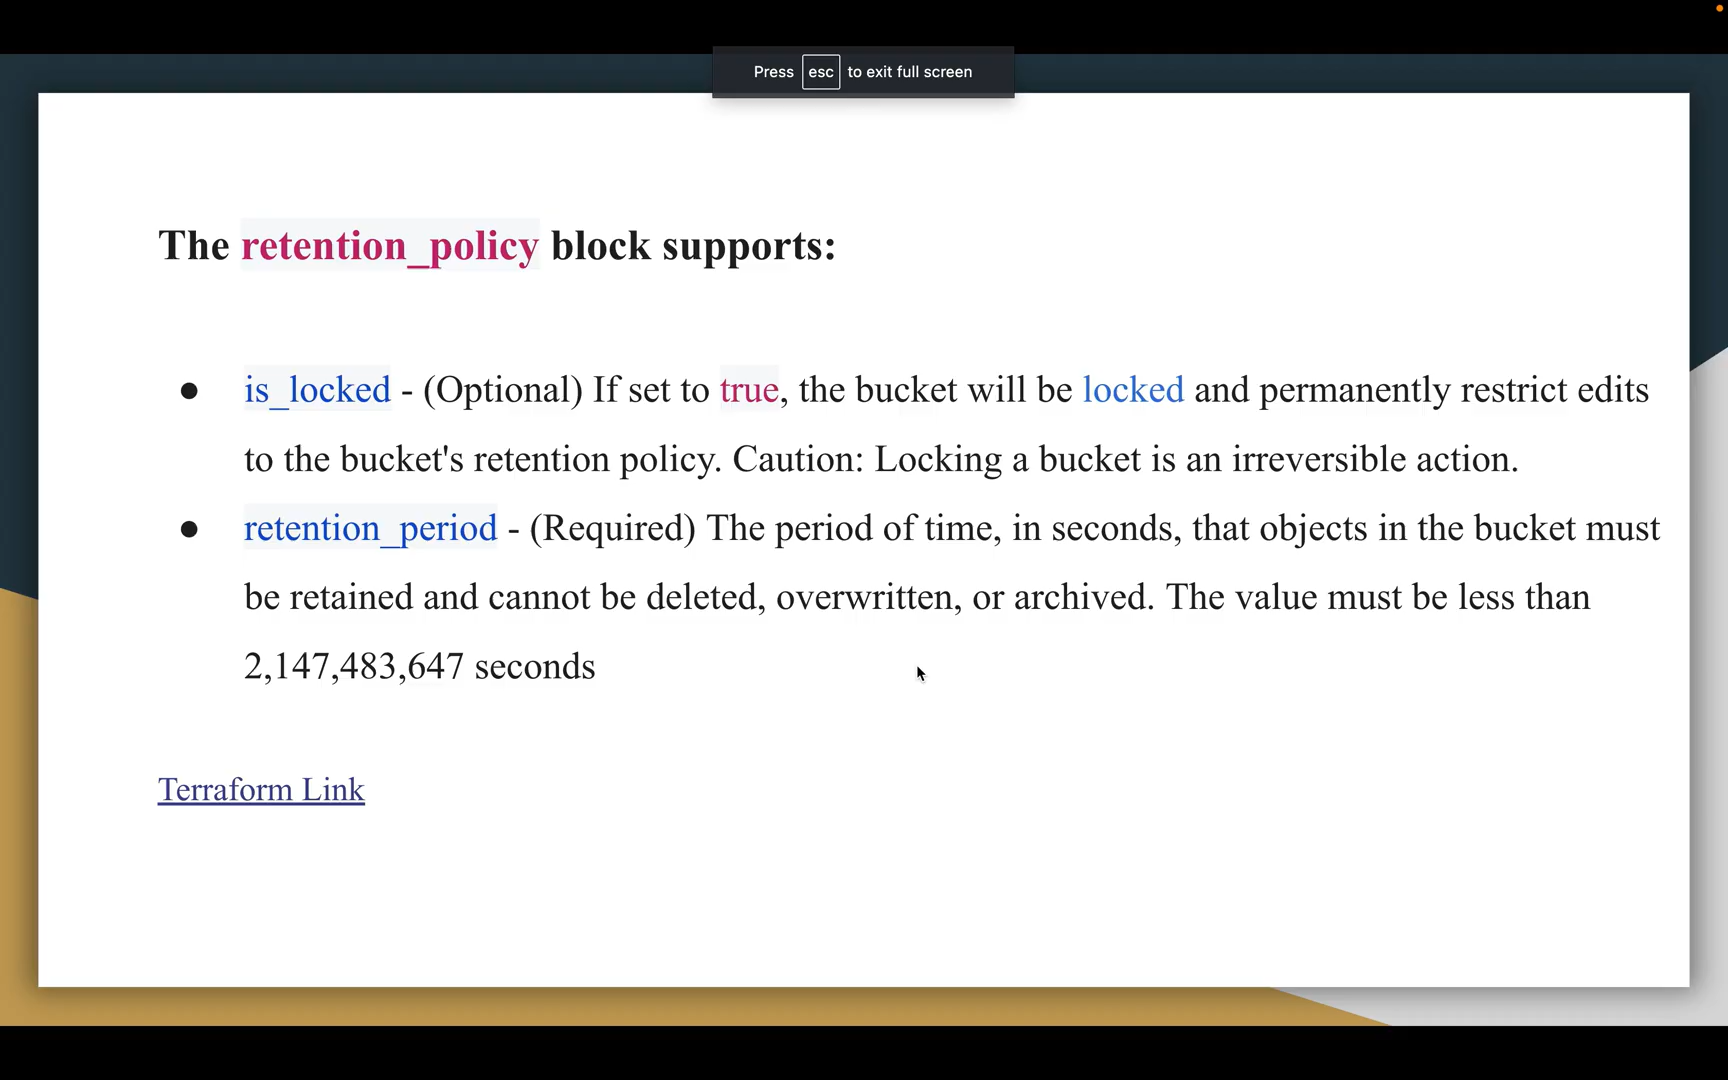 Press esc to exit full screen
The retention_policy block supports:
● is_locked - (Optional) If set to true, the bucket will be locked and permanently restrict edits
to the bucket's retention policy. Caution: Locking a bucket is an irreversible action.
● retention_period - (Required) The period of time, in seconds, that objects in the bucket must
be retained and cannot be deleted, overwritten, or archived. The value must be less than
2,147,483,647 seconds
Terraform Link